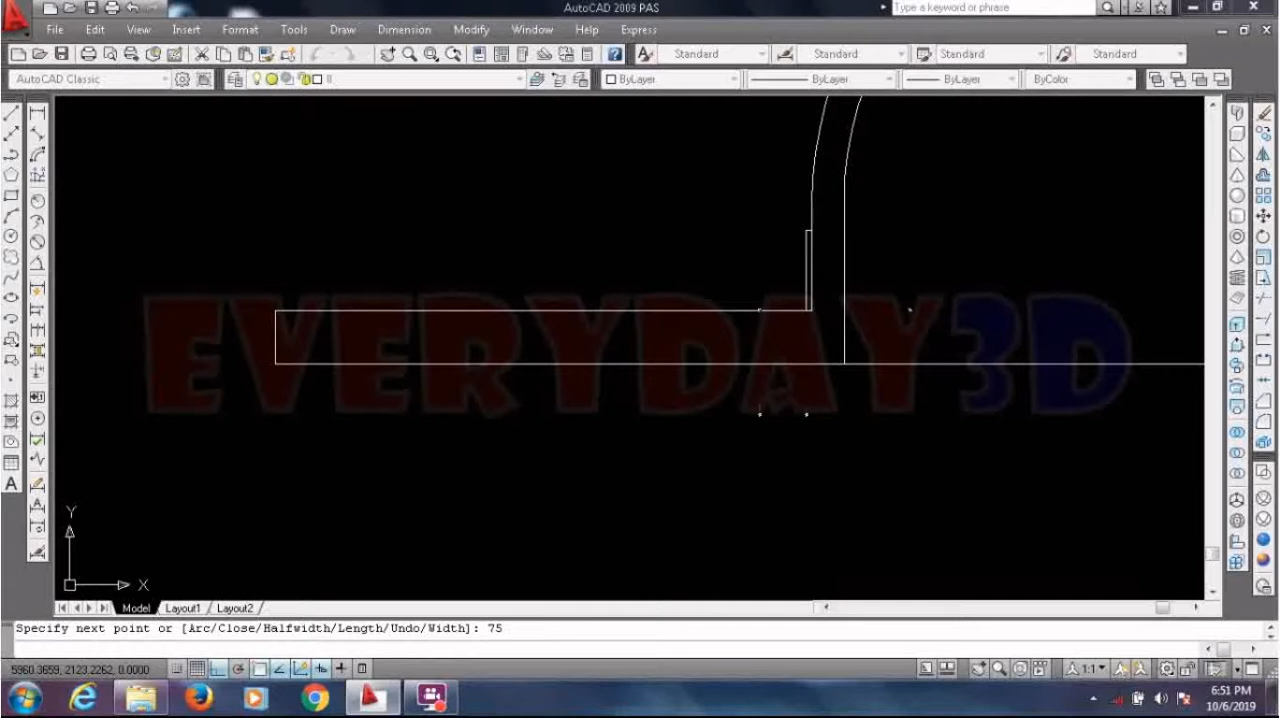 AutoCAD 2009 PAS
Type a keyword or phrase
File Edit View Insert Format Tools Draw Dimension Modify Window Help Express
Standard Standard Standard Standard
AutoCAD Classic ByLayer ByLayer ByLayer ByColor
EVERYDAY3D
Y
X
Model Layout1 Layout2
Specify next point or [Arc/Close/Halfwidth/Length/Undo/Width]: 75
5960.3659, 2123.2262, 0.0000
1:1
6:51 PM
10/6/2019